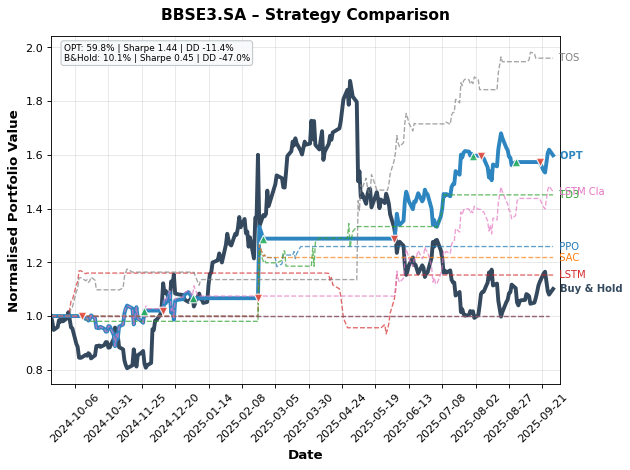 BBSE3.SA – Strategy Comparison
OPT: 59.8% | Sharpe 1.44 | DD -11.4%
B&Hold: 10.1% | Sharpe 0.45 | DD -47.0%
Normalised Portfolio Value
2.0
1.8
1.6
1.4
1.2
1.0
0.8
TOS
OPT
LSTM Cla
TD3
PPO
SAC
LSTM
Buy & Hold
2024-10-06
2024-10-31
2024-11-25
2024-12-20
2025-01-14
2025-02-08
2025-03-05
2025-03-30
2025-04-24
2025-05-19
2025-06-13
2025-07-08
2025-08-02
2025-08-27
2025-09-21
Date